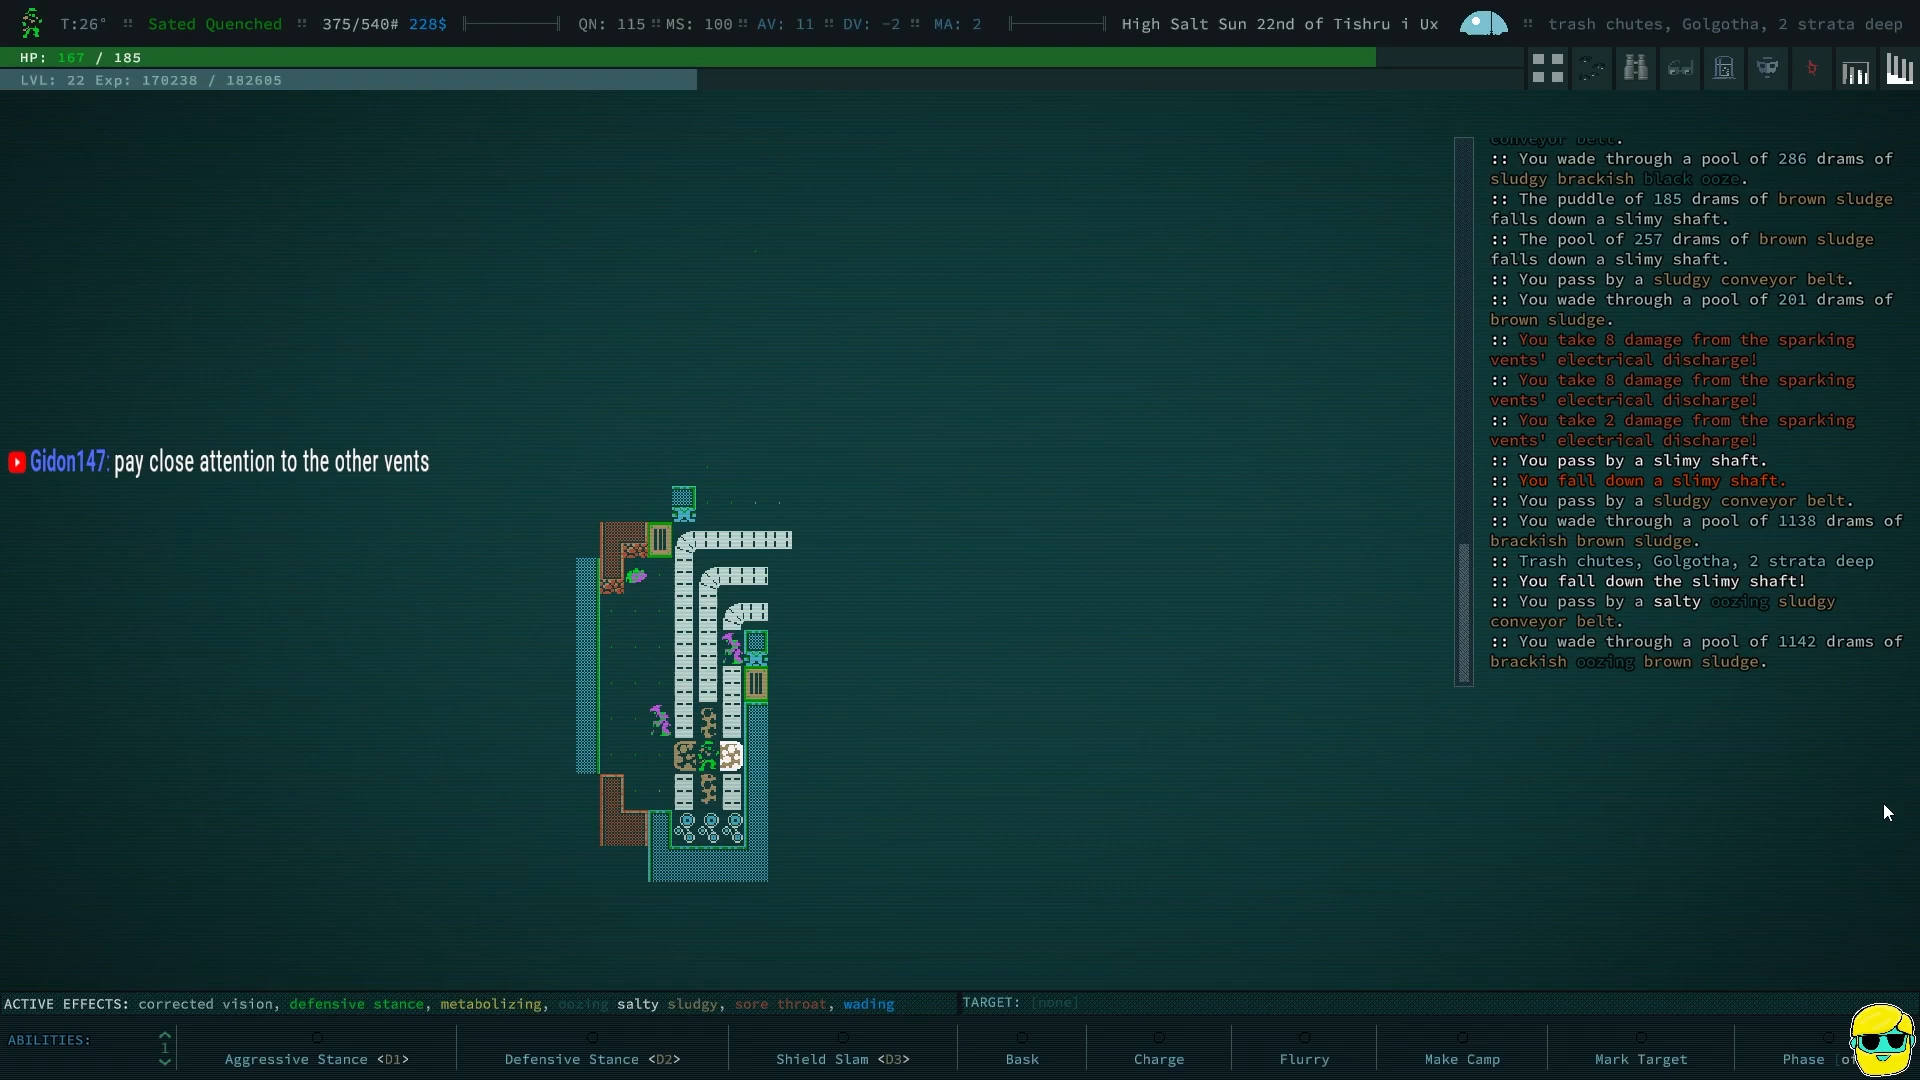 T:26° Sated Quenched 375/540# 228$ QN: 115 MS: 100 AV: 11 DV: -2 MA: 2 High Salt Sun 22nd of Tishru i Ux trash chutes, Golgotha, 2 strata deep
HP: 167 / 185
LVL: 22 Exp: 170238 / 182605
conveyor belt.
:: You wade through a pool of 286 drams of
sludgy brackish black ooze.
:: The puddle of 185 drams of brown sludge
falls down a slimy shaft.
:: The pool of 257 drams of brown sludge
falls down a slimy shaft.
:: You pass by a sludgy conveyor belt.
:: You wade through a pool of 201 drams of
brown sludge.
:: You take 8 damage from the sparking
vents' electrical discharge!
:: You take 8 damage from the sparking
vents' electrical discharge!
:: You take 2 damage from the sparking
vents' electrical discharge!
:: You pass by a slimy shaft.
:: You fall down a slimy shaft.
:: You pass by a sludgy conveyor belt.
:: You wade through a pool of 1138 drams of
brackish brown sludge.
:: Trash chutes, Golgotha, 2 strata deep
:: You fall down the slimy shaft!
:: You pass by a salty oozing sludgy
conveyor belt.
:: You wade through a pool of 1142 drams of
brackish oozing brown sludge.
Gidon147: pay close attention to the other vents
ACTIVE EFFECTS: corrected vision, defensive stance, metabolizing, oozing salty sludgy, sore throat, wading
TARGET: [none]
ABILITIES: 1 Aggressive Stance <D1> Defensive Stance <D2> Shield Slam <D3> Bask Charge Flurry Make Camp Mark Target Phase